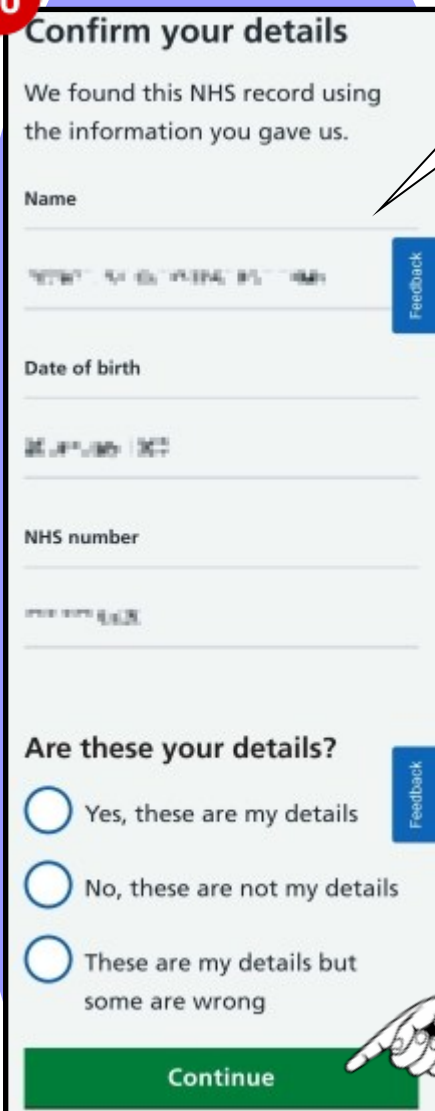 0
Confirm your details
We found this NHS record using
the information you gave us.
Name
Feedback
Date of birth
NHS number
Are these your details?
Feedback
Yes, these are my details
No, these are not my details
These are my details but
some are wrong
Continue